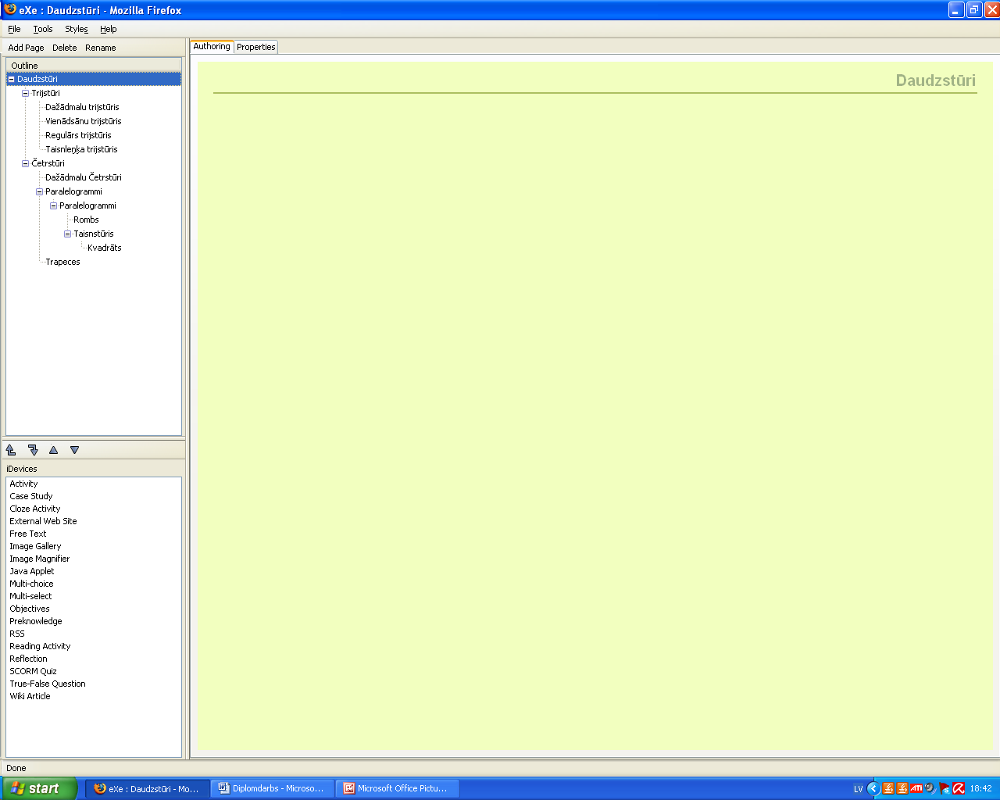 eXe : Daudzstūri - Mozilla Firefox
File Tools Styles Help
Add Page Delete Rename
Authoring Properties
Outline
Daudzstūri
Daudzstūri
Trijstūri
Dažādmalu trijstūris
Vienādsānu trijstūris
Regulārs trijstūris
Taisnleņķa trijstūris
Četrstūri
Dažādmalu Četrstūri
Paralelogrammi
Paralelogrammi
Rombs
Taisnstūris
Kvadrāts
Trapeces
iDevices
Activity
Case Study
Cloze Activity
External Web Site
Free Text
Image Gallery
Image Magnifier
Java Applet
Multi-choice
Multi-select
Objectives
Preknowledge
RSS
Reading Activity
Reflection
SCORM Quiz
True-False Question
Wiki Article
Done
start eXe : Daudzstūri - Mo... Diplomdarbs - Microso... Microsoft Office Pictu... LV ATI 18:42